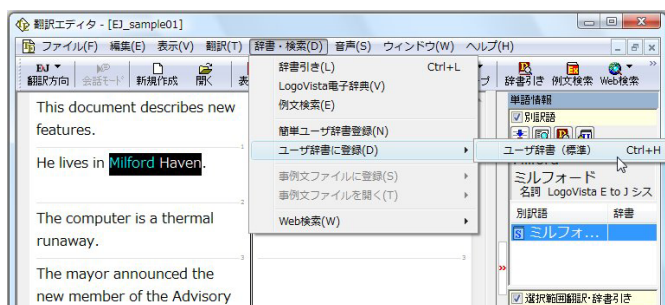 翻訳エディタ - [EJ_sample01]
ファイル(F) 編集(E) 表示(V) 翻訳(T) 辞書・検索(D) 音声(S) ウィンドウ(W) ヘルプ(H)
EJ
翻訳方向 会話モード 新規作成 開く 表 プ 辞書引き 例文検索 Web検索
辞書引き(L) Ctrl+L
LogoVista電子辞典(V)
例文検索(E)
簡単ユーザ辞書登録(N)
ユーザ辞書に登録(D)
事例文ファイルに登録(S)
事例文ファイルを開く(T)
Web検索(W)
ユーザ辞書（標準） Ctrl+H
This document describes new
features.
1
He lives in Milford Haven.
2
The computer is a thermal
runaway.
3
The mayor announced the
new member of the Advisory
3
単語情報
別訳語
ミルフォード
名詞 LogoVista E to J シス
別訳語 辞書
S ミルフォ...
選択範囲翻訳・辞書引き